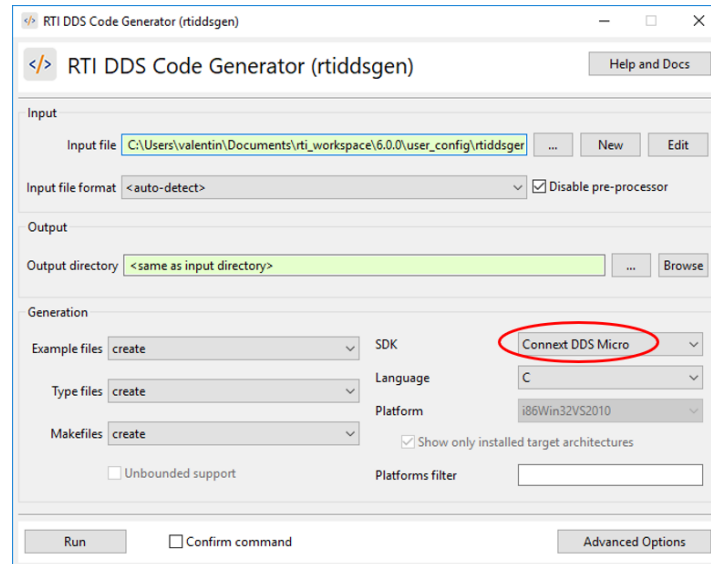 RTI DDS Code Generator (rtiddsgen)
RTI DDS Code Generator (rtiddsgen)
Help and Docs
Input
Input file C:\Users\valentin\Documents\rti_workspace\6.0.0\user_config\rtiddsger ... New Edit
Input file format <auto-detect> Disable pre-processor
Output
Output directory <same as input directory> ... Browse
Generation
Example files create
SDK Connext DDS Micro
Type files create
Language C
Platform i86Win32VS2010
Makefiles create
Show only installed target architectures
Unbounded support
Platforms filter
Run Confirm command Advanced Options